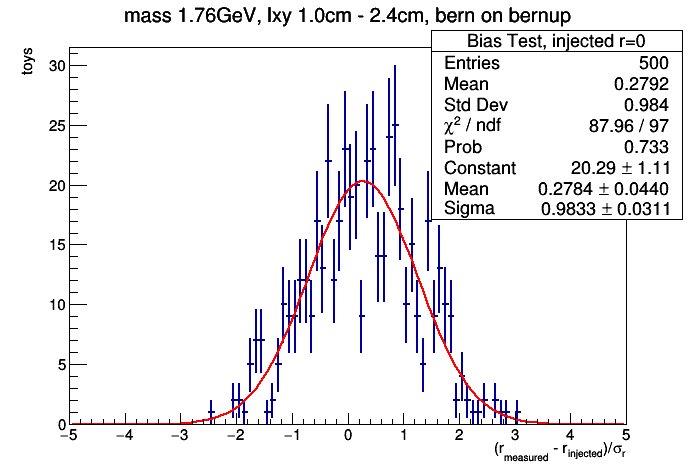 mass 1.76GeV, lxy 1.0cm - 2.4cm, bern on bernup
Bias Test, injected r=0
Entries 500
Mean 0.2792
Std Dev 0.984
χ² / ndf 87.96 / 97
Prob 0.733
Constant 20.29 ± 1.11
Mean 0.2784 ± 0.0440
Sigma 0.9833 ± 0.0311
toys
30
25
20
15
10
5
0
−5 −4 −3 −2 −1 0 1 2 3 4 5
(r_measured - r_injected)/σ_r